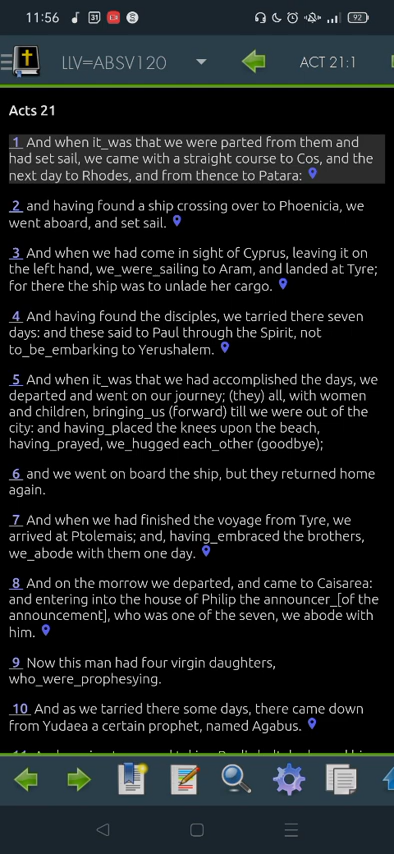 11:56
31
92
LLV=ABSV120
ACT 21:1
Acts 21
1 And when it_was that we were parted from them and
had set sail, we came with a straight course to Cos, and the
next day to Rhodes, and from thence to Patara:
2 and having found a ship crossing over to Phoenicia, we
went aboard, and set sail.
3 And when we had come in sight of Cyprus, leaving it on
the left hand, we_were_sailing to Aram, and landed at Tyre;
for there the ship was to unlade her cargo.
4 And having found the disciples, we tarried there seven
days: and these said to Paul through the Spirit, not
to_be_embarking to Yerushalem.
5 And when it_was that we had accomplished the days, we
departed and went on our journey; (they) all, with women
and children, bringing_us (forward) till we were out of the
city: and having_placed the knees upon the beach,
having_prayed, we_hugged each_other (goodbye);
6 and we went on board the ship, but they returned home
again.
7 And when we had finished the voyage from Tyre, we
arrived at Ptolemais; and, having_embraced the brothers,
we_abode with them one day.
8 And on the morrow we departed, and came to Caisarea:
and entering into the house of Philip the announcer_[of the
announcement], who was one of the seven, we abode with
him.
9 Now this man had four virgin daughters,
who_were_prophesying.
10 And as we tarried there some days, there came down
from Yudaea a certain prophet, named Agabus.